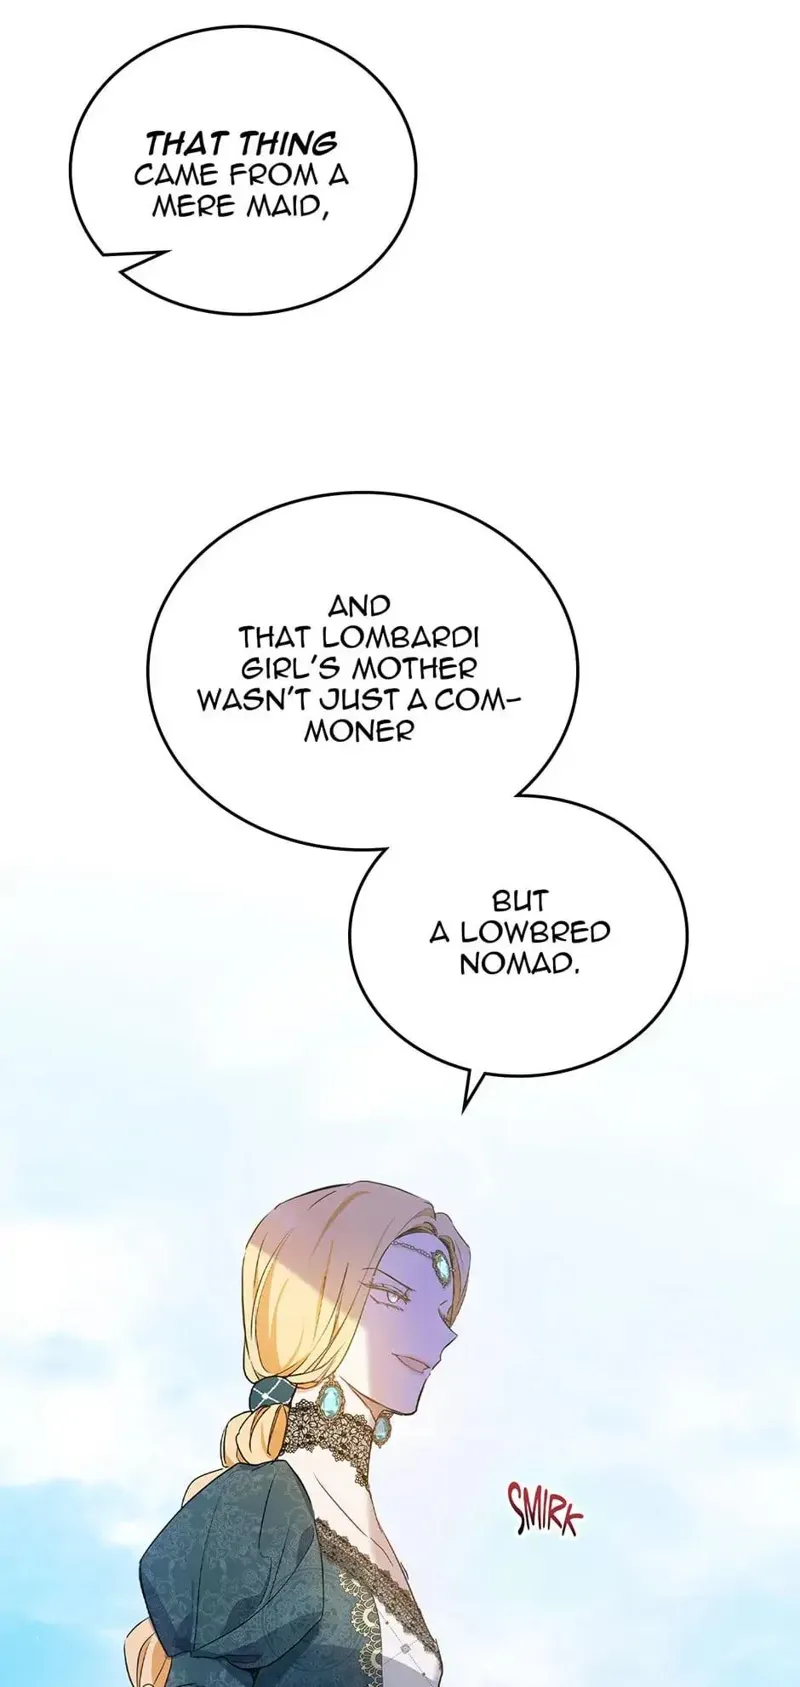 THAT THING
CAME FROM A
MERE MAID,
AND
THAT LOMBARDI
GIRL'S MOTHER
WASN'T JUST A COM-
MONER
BUT
A LOWBRED
NOMAD.
SMIRK